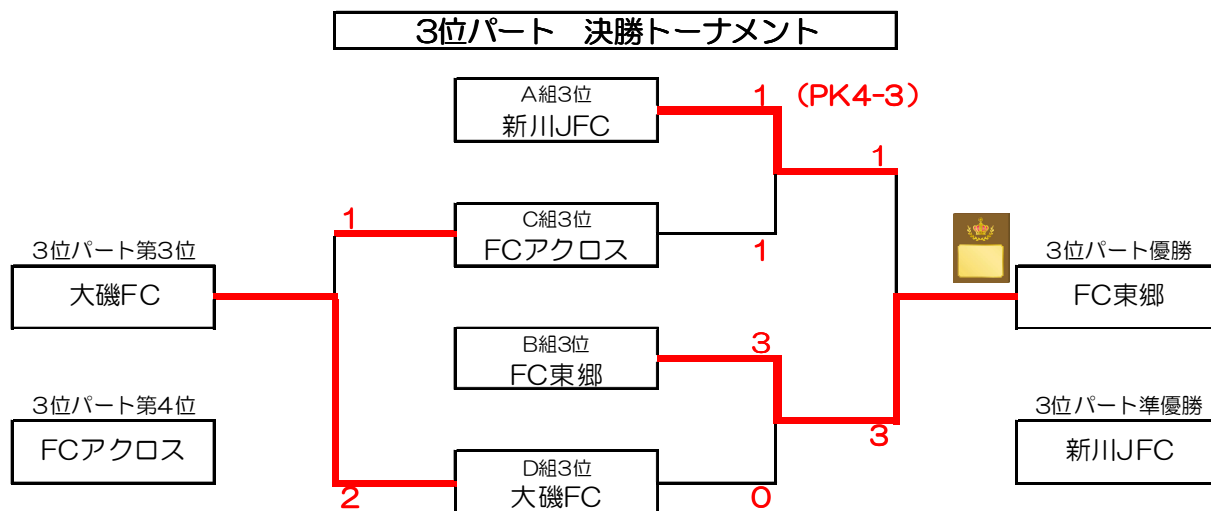 3位パート 決勝トーナメント
A組3位
新川JFC
1 (PK4-3)
1
1
C組3位
FCアクロス
1
3位パート第3位
大磯FC
3位パート優勝
FC東郷
B組3位
FC東郷
3
3位パート第4位
FCアクロス
3
3位パート準優勝
新川JFC
2
D組3位
大磯FC
0